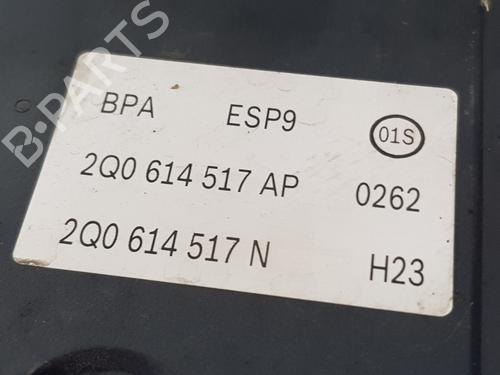 B-PARTS
BPA ESP9 01S
2Q0 614 517 AP 0262
2Q0 614 517 N H23